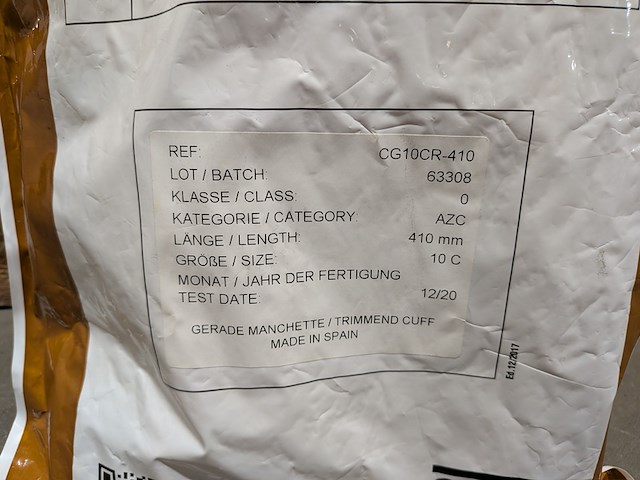 REF: CG10CR-410
LOT / BATCH: 63308
KLASSE / CLASS: 0
KATEGORIE / CATEGORY: AZC
LÄNGE / LENGTH: 410 mm
GRÖßE / SIZE: 10 C
MONAT / JAHR DER FERTIGUNG
TEST DATE: 12/20
GERADE MANCHETTE / TRIMMEND CUFF
MADE IN SPAIN
Ed.12/2017